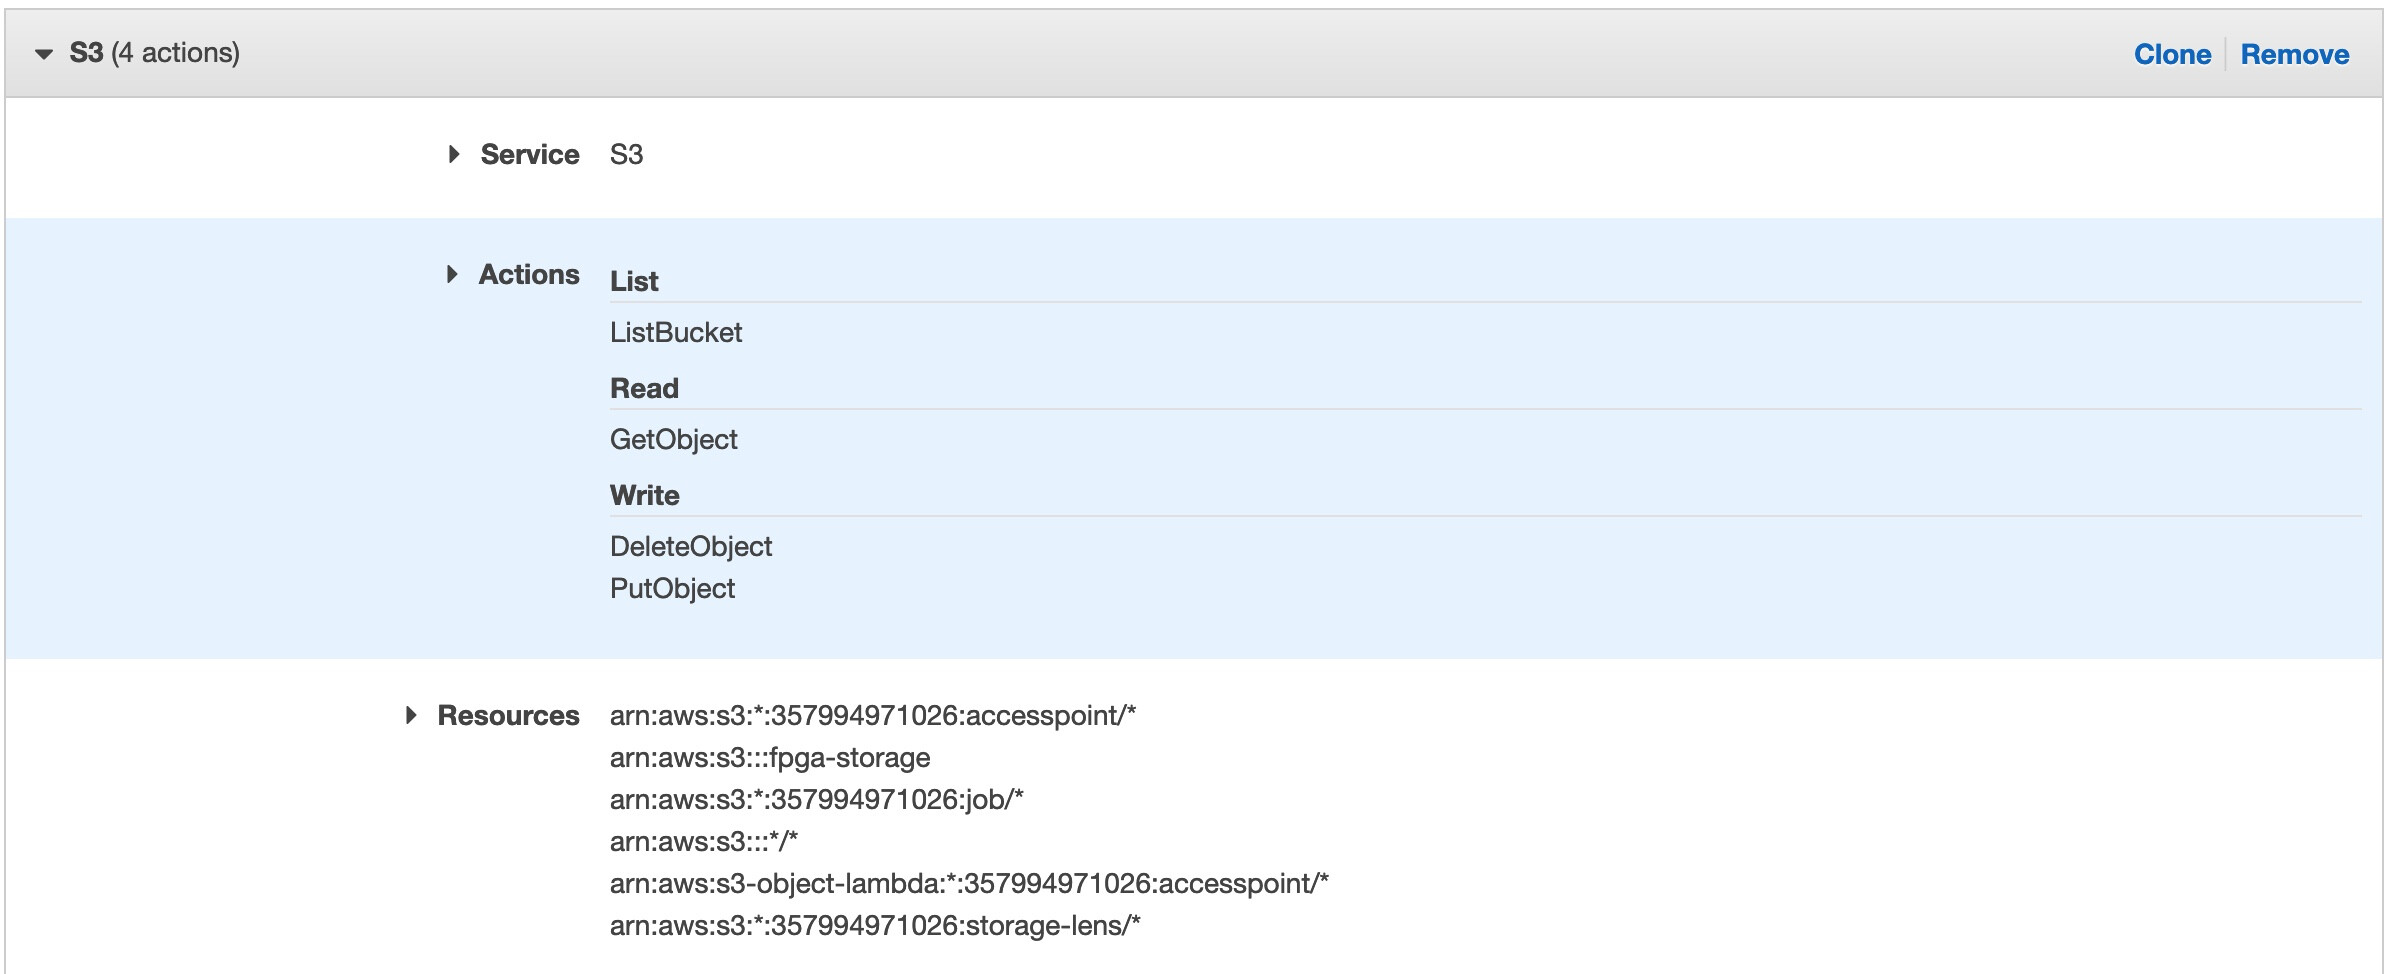 S3 (4 actions) Clone Remove
Service S3
Actions List
ListBucket
Read
GetObject
Write
DeleteObject
PutObject
Resources arn:aws:s3:*:357994971026:accesspoint/*
arn:aws:s3:::fpga-storage
arn:aws:s3:*:357994971026:job/*
arn:aws:s3:::*/*
arn:aws:s3-object-lambda:*:357994971026:accesspoint/*
arn:aws:s3:*:357994971026:storage-lens/*